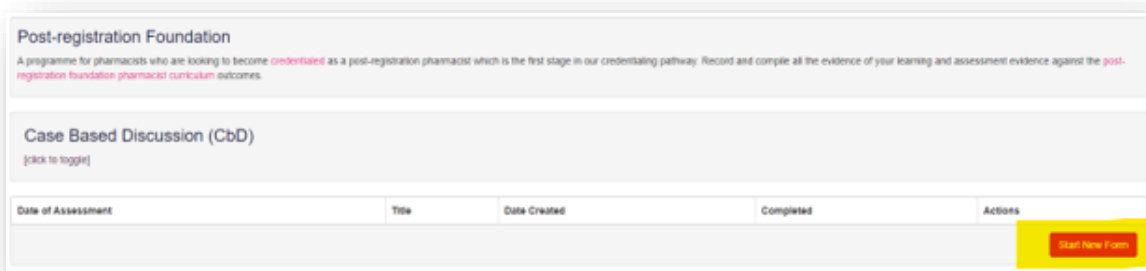 Post-registration Foundation
A programme for pharmacists who are looking to become credentialed as a post-registration pharmacist which is the first stage in our credentialing pathway. Record and compile all the evidence of your learning and assessment evidence against the post-
registration foundation pharmacist curriculum outcomes.
Case Based Discussion (CbD)
[click to toggle]
Date of Assessment Title Date Created Completed Actions
Start New Form